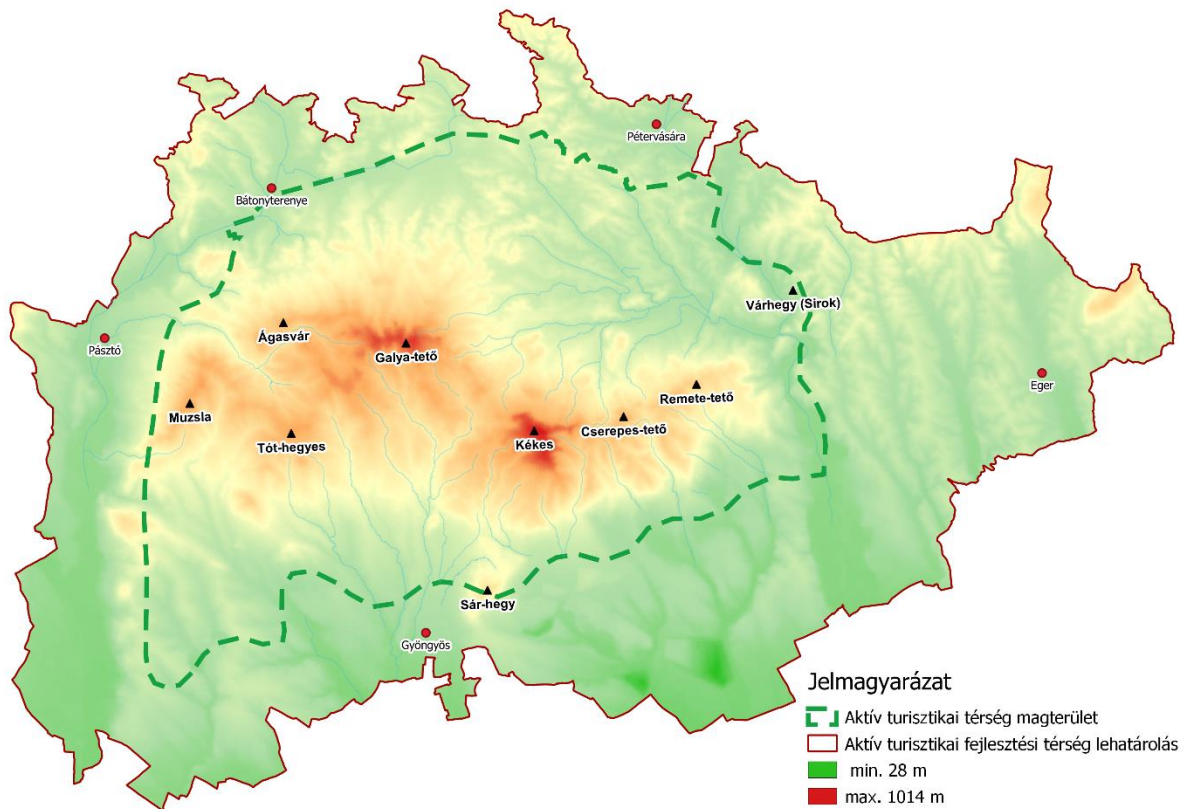 Pétervására
Bátonyterenye
Várhegy (Sirok)
Ágasvár
Pásztó
Galya-tető
Eger
Remete-tető
Muzsla
Cserepes-tető
Tót-hegyes
Kékes
Sár-hegy
Gyöngyös
Jelmagyarázat
Aktív turisztikai térség magterület
Aktív turisztikai fejlesztési térség lehatárolás
min. 28 m
max. 1014 m